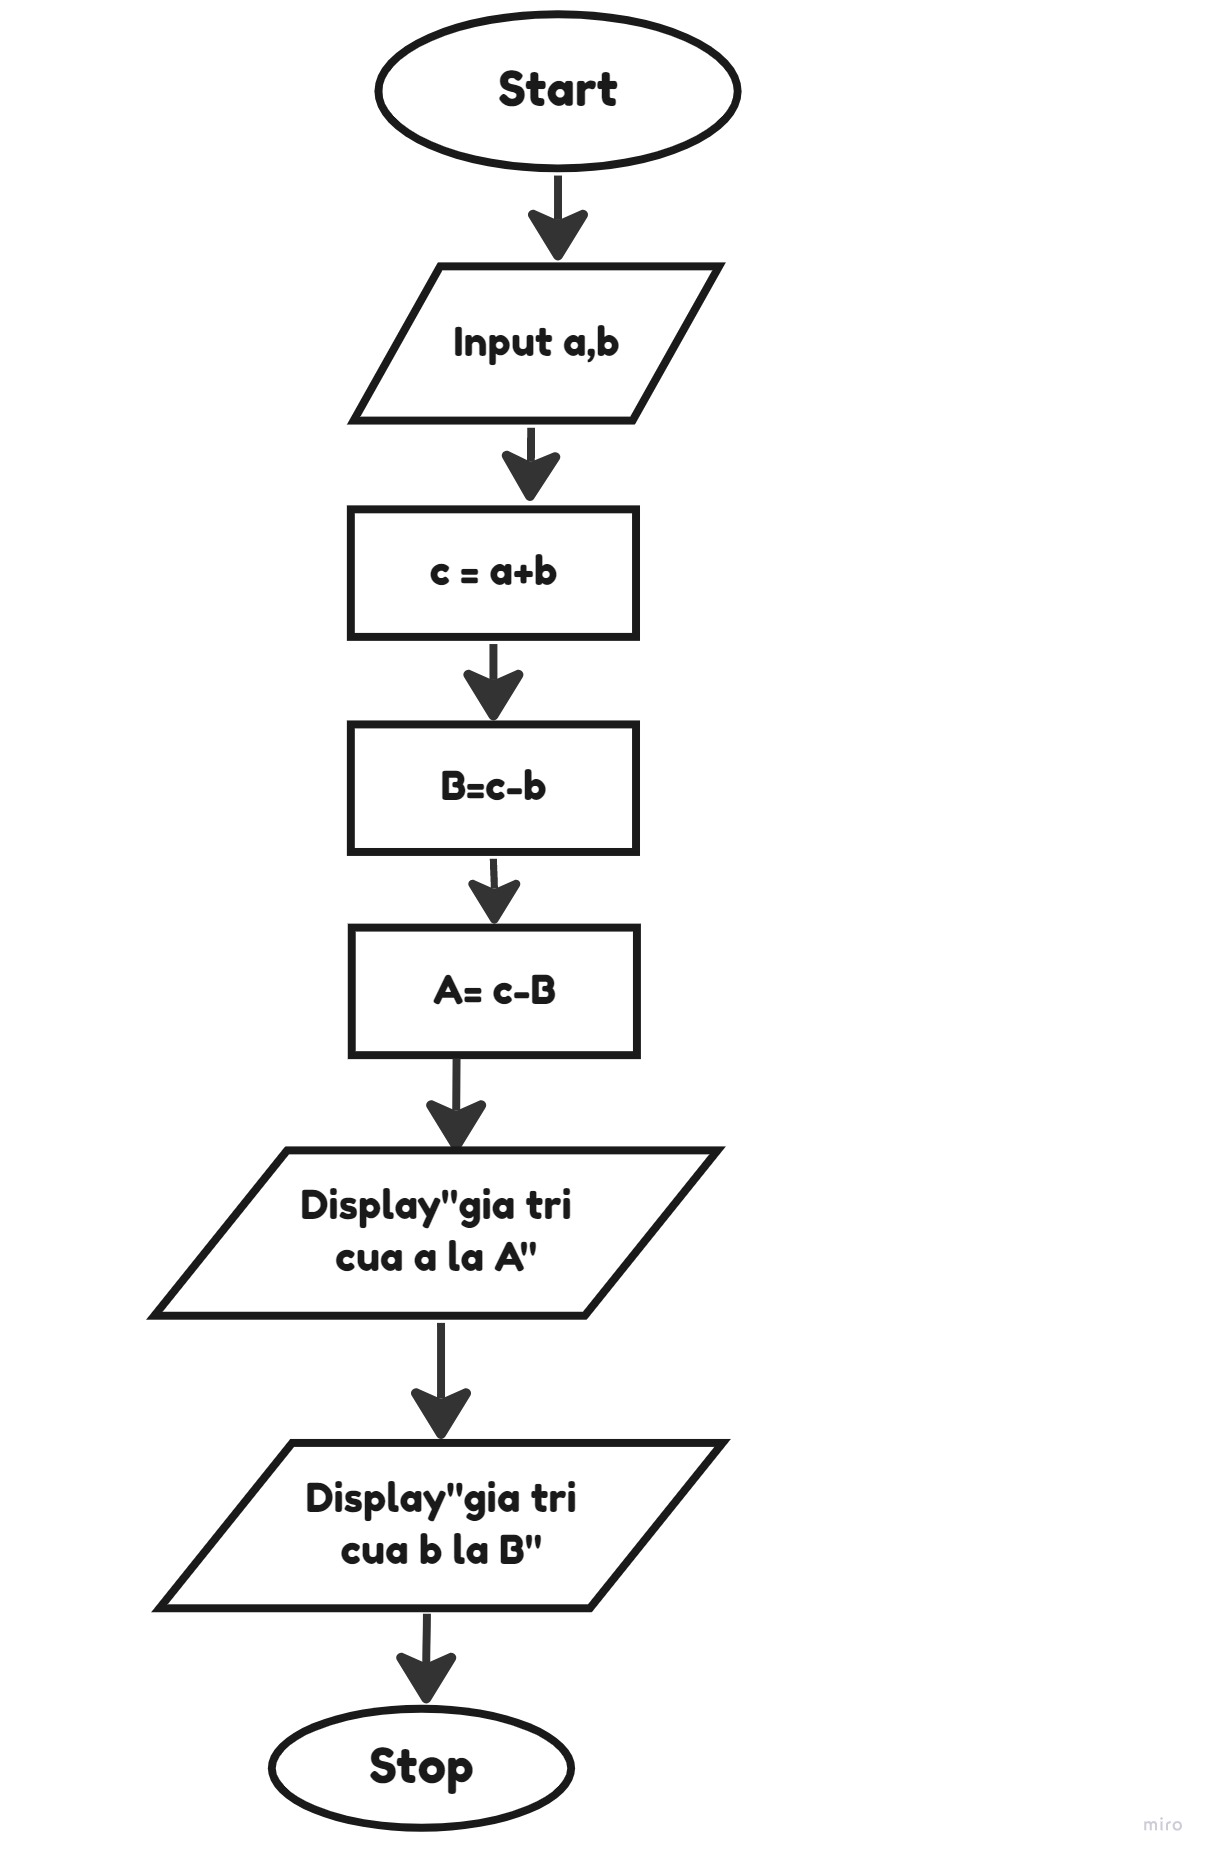 Start
Input a,b
c = a+b
B=c-b
A= c-B
Display"gia tri
cua a la A"
Display"gia tri
cua b la B"
Stop
miro